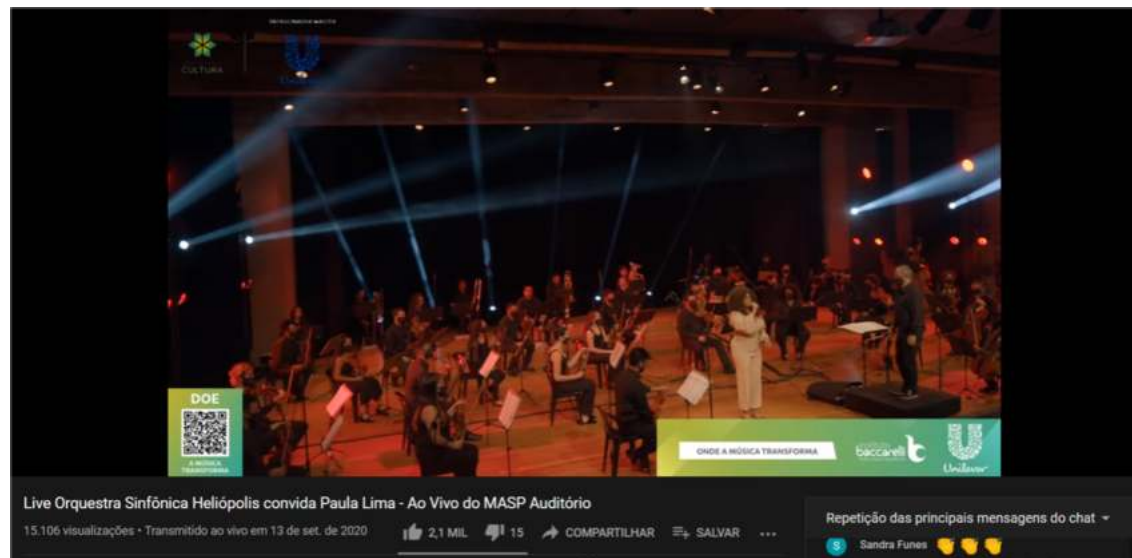 CULTURA
DOE
A MÚSICA
TRANSFORMA
ONDE A MÚSICA TRANSFORMA
instituto
baccarelli
Unilever
Live Orquestra Sinfônica Heliópolis convida Paula Lima - Ao Vivo do MASP Auditório
15.106 visualizações • Transmitido ao vivo em 13 de set. de 2020
2,1 MIL
15
COMPARTILHAR
SALVAR
Repetição das principais mensagens do chat
S
Sandra Funes